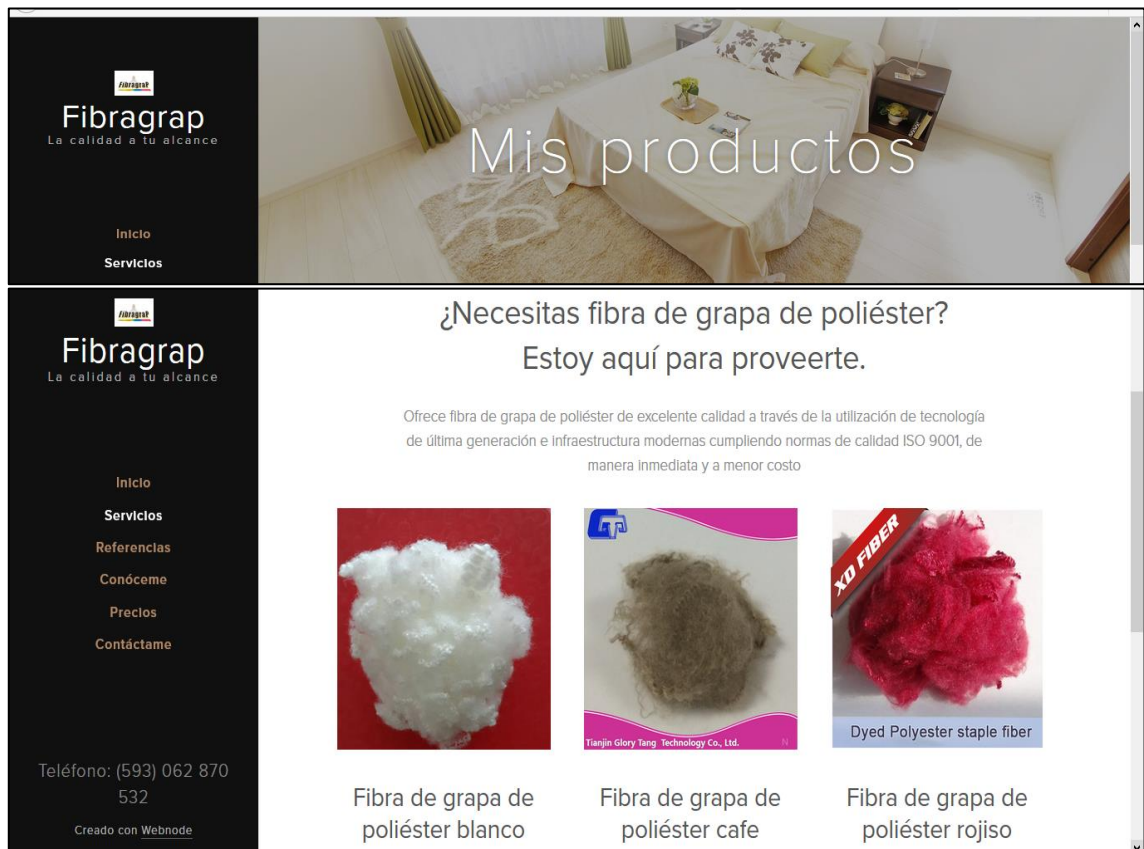 Fibragrap
Fibragrap
La calidad a tu alcance
Mis productos
Inicio
Servicios
Fibragrap
Fibragrap
La calidad a tu alcance
Inicio
Servicios
Referencias
Conóceme
Precios
Contáctame
Teléfono: (593) 062 870
532
Creado con Webnode
¿Necesitas fibra de grapa de poliéster?
Estoy aquí para proveerte.
Ofrece fibra de grapa de poliéster de excelente calidad a través de la utilización de tecnología
de última generación e infraestructura modernas cumpliendo normas de calidad ISO 9001, de
manera inmediata y a menor costo
GT
Tianjin Glory Tang Technology Co., Ltd.
N
XD FIBER
Dyed Polyester staple fiber
Fibra de grapa de
poliéster blanco
Fibra de grapa de
poliéster cafe
Fibra de grapa de
poliéster rojiso